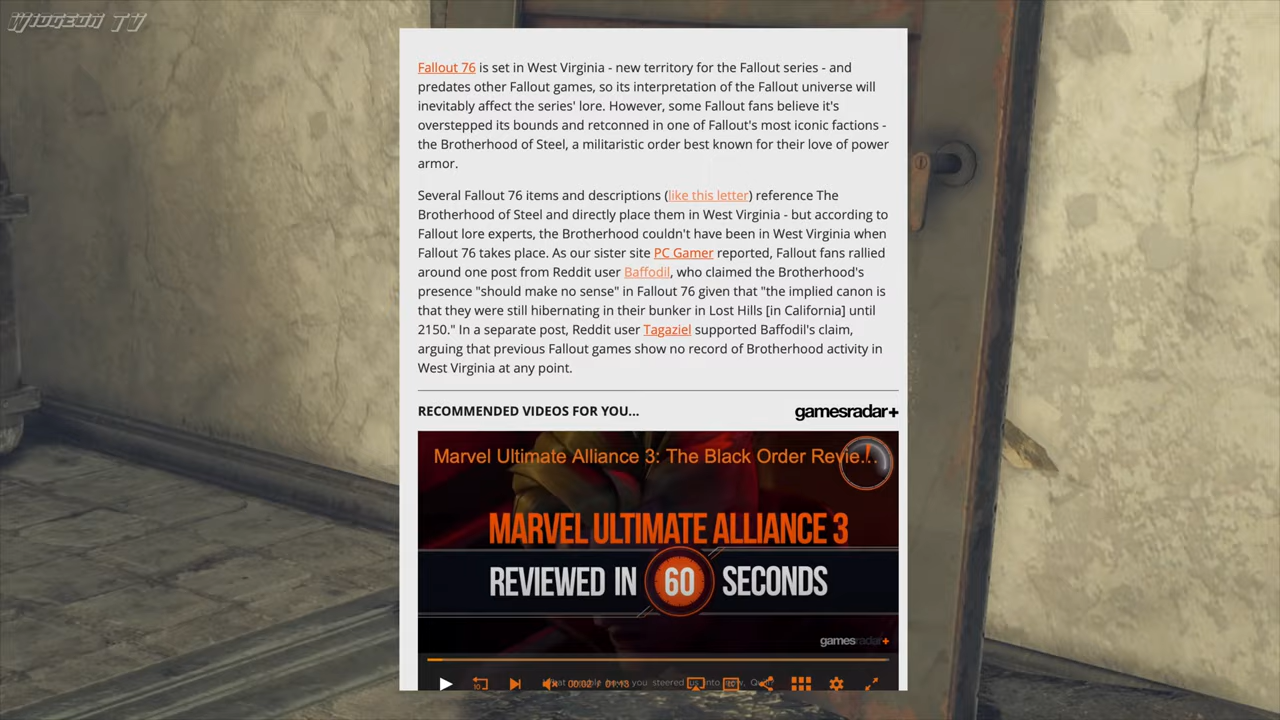 WIDGEON TV
Fallout 76 is set in West Virginia - new territory for the Fallout series - and
predates other Fallout games, so its interpretation of the Fallout universe will
inevitably affect the series' lore. However, some Fallout fans believe it's
overstepped its bounds and retconned in one of Fallout's most iconic factions -
the Brotherhood of Steel, a militaristic order best known for their love of power
armor.
Several Fallout 76 items and descriptions (like this letter) reference The
Brotherhood of Steel and directly place them in West Virginia - but according to
Fallout lore experts, the Brotherhood couldn't have been in West Virginia when
Fallout 76 takes place. As our sister site PC Gamer reported, Fallout fans rallied
around one post from Reddit user Baffodil, who claimed the Brotherhood's
presence "should make no sense" in Fallout 76 given that "the implied canon is
that they were still hibernating in their bunker in Lost Hills [in California] until
2150." In a separate post, Reddit user Tagaziel supported Baffodil's claim,
arguing that previous Fallout games show no record of Brotherhood activity in
West Virginia at any point.
RECOMMENDED VIDEOS FOR YOU...
gamesradar+
Marvel Ultimate Alliance 3: The Black Order Revie...
MARVEL ULTIMATE ALLIANCE 3
REVIEWED IN 60 SECONDS
gamesradar+
10 00:02 / 01:13
you steered